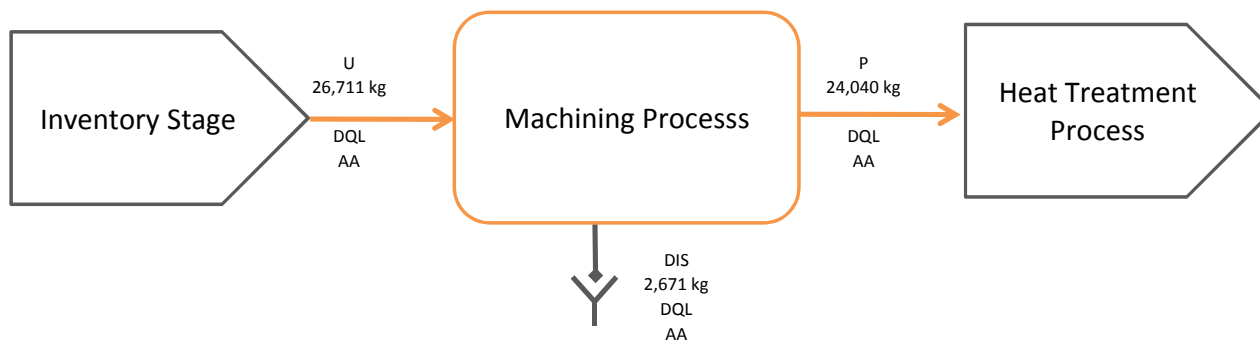 Inventory Stage
U
26,711 kg
DQL
AA
Machining Processs
P
24,040 kg
DQL
AA
Heat Treatment
Process
DIS
2,671 kg
DQL
AA